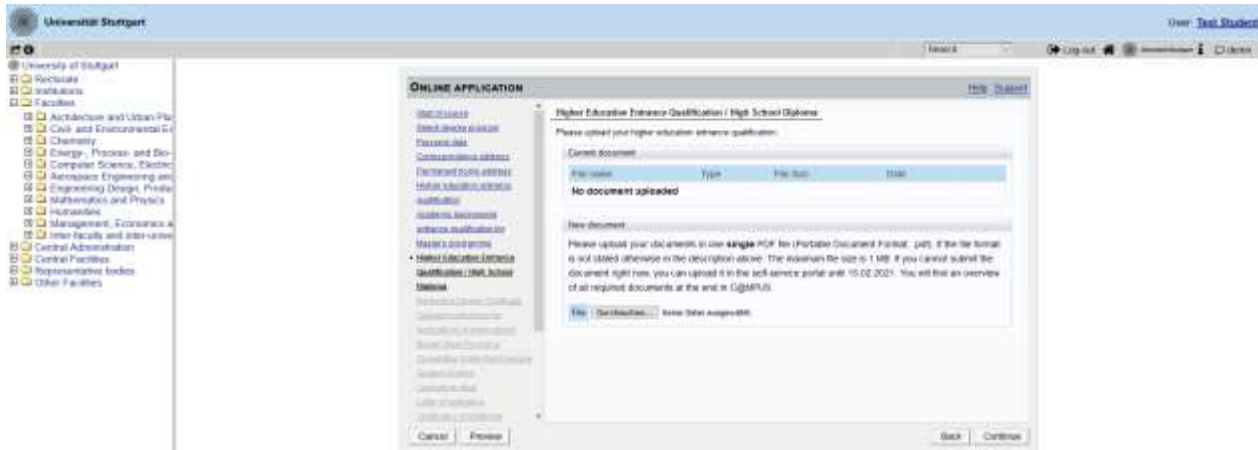 Universität Stuttgart
User: Test Student
Search
Log out
University of Stuttgart
Rectorate
Institutions
Faculties
Architecture and Urban Pla
Civil- and Environmental E
Chemistry
Energy-, Process- and Bio-
Computer Science, Electric
Aerospace Engineering and
Engineering Design, Produ
Mathematics and Physics
Humanities
Management, Economics a
Inter-faculty and inter-unive
Central Administration
Central Facilities
Representative bodies
Other Facilities
ONLINE APPLICATION
Help Support
Start of course
Personal data
Correspondence address
Permanent home address
Higher education entrance
qualification
entrance qualification for
Master's programme
Higher Education Entrance
Qualification / High School
Diploma
Letter of motivation
Higher Education Entrance Qualification / High School Diploma
Please upload your higher education entrance qualification.
Current document
File name Type File size Date
No document uploaded
New document
Please upload your documents in one single PDF file (Portable Document Format, .pdf), if the file format
is not stated otherwise in the description above. The maximum file size is 1 MB. If you cannot submit the
document right now, you can upload it in the self-service portal until 15.02.2021. You will find an overview
of all required documents at the end in C@MPUS.
File Durchsuchen... Keine Datei ausgewählt.
Cancel Preview Back Continue